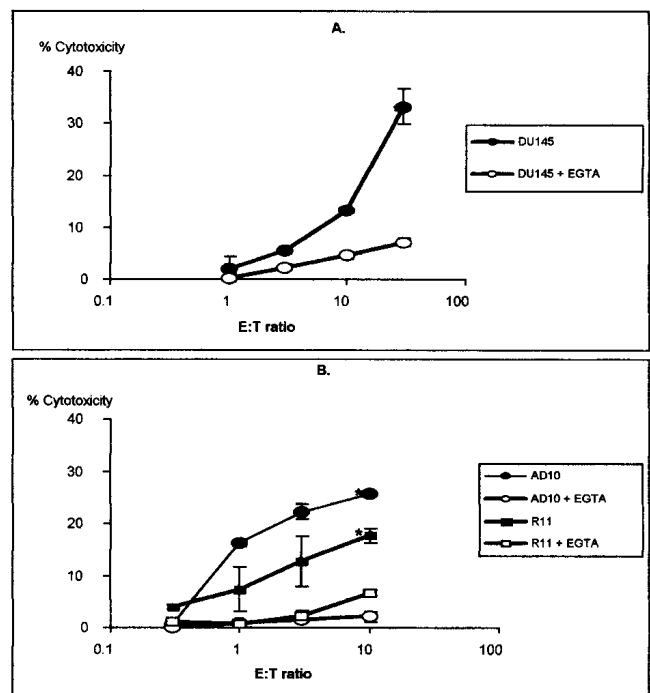 A.
% Cytotoxicity
40
30
20
10
0
0.1 1 10 100
E:T ratio
DU145
DU145 + EGTA
B.
% Cytotoxicity
40
30
20
10
0
0.1 1 10 100
E:T ratio
*
*
AD10
AD10 + EGTA
R11
R11 + EGTA